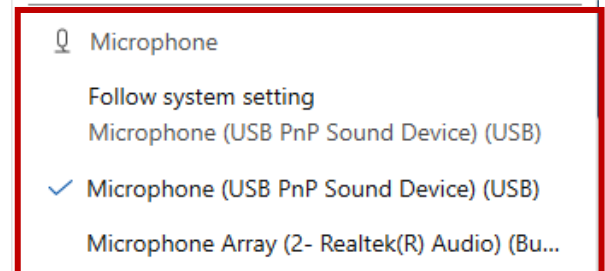 Microphone
Follow system setting
Microphone (USB PnP Sound Device) (USB)
Microphone (USB PnP Sound Device) (USB)
Microphone Array (2- Realtek(R) Audio) (Bu...